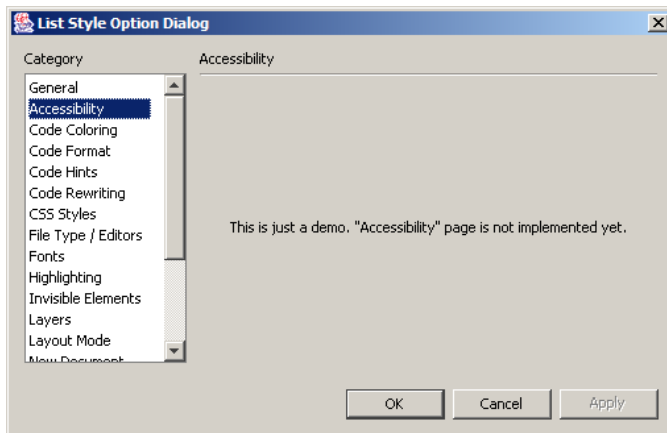 List Style Option Dialog
Category
General
Accessibility
Code Coloring
Code Format
Code Hints
Code Rewriting
CSS Styles
File Type / Editors
Fonts
Highlighting
Invisible Elements
Layers
Layout Mode
New Document
Accessibility
This is just a demo. "Accessibility" page is not implemented yet.
OK
Cancel
Apply